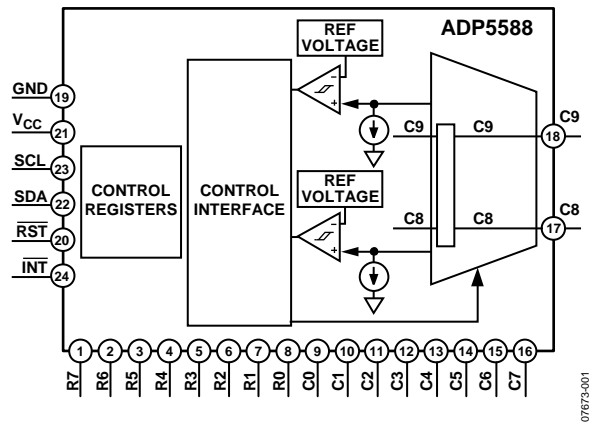 ADP5588
REF
VOLTAGE
–
+
GND
19
VCC
21
SCL
23
SDA
22
RST
20
INT
24
CONTROL
REGISTERS
CONTROL
INTERFACE
C9
C9
18
C9
REF
VOLTAGE
–
+
C8
C8
17
C8
1 2 3 4 5 6 7 8 9 10 11 12 13 14 15 16
R7 R6 R5 R4 R3 R2 R1 R0 C0 C1 C2 C3 C4 C5 C6 C7
07673-001